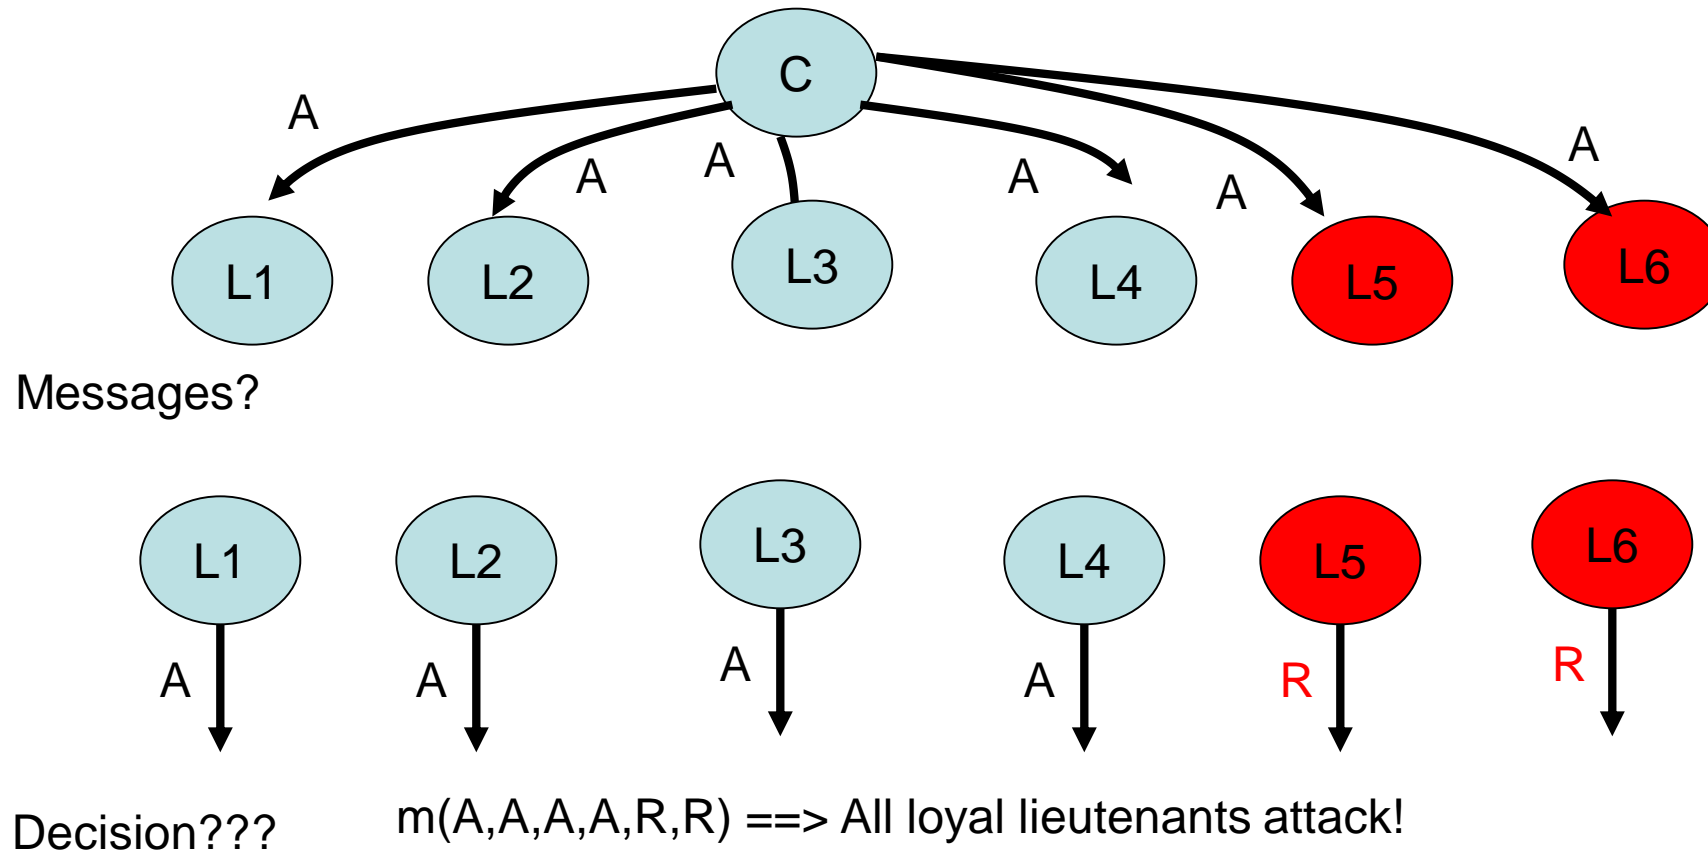 C
A
A
A
A
A
A
L1
L2
L3
L4
L5
L6
Messages?
L1
L2
L3
L4
L5
L6
A
A
A
A
R
R
Decision???
m(A,A,A,A,R,R) ==> All loyal lieutenants attack!